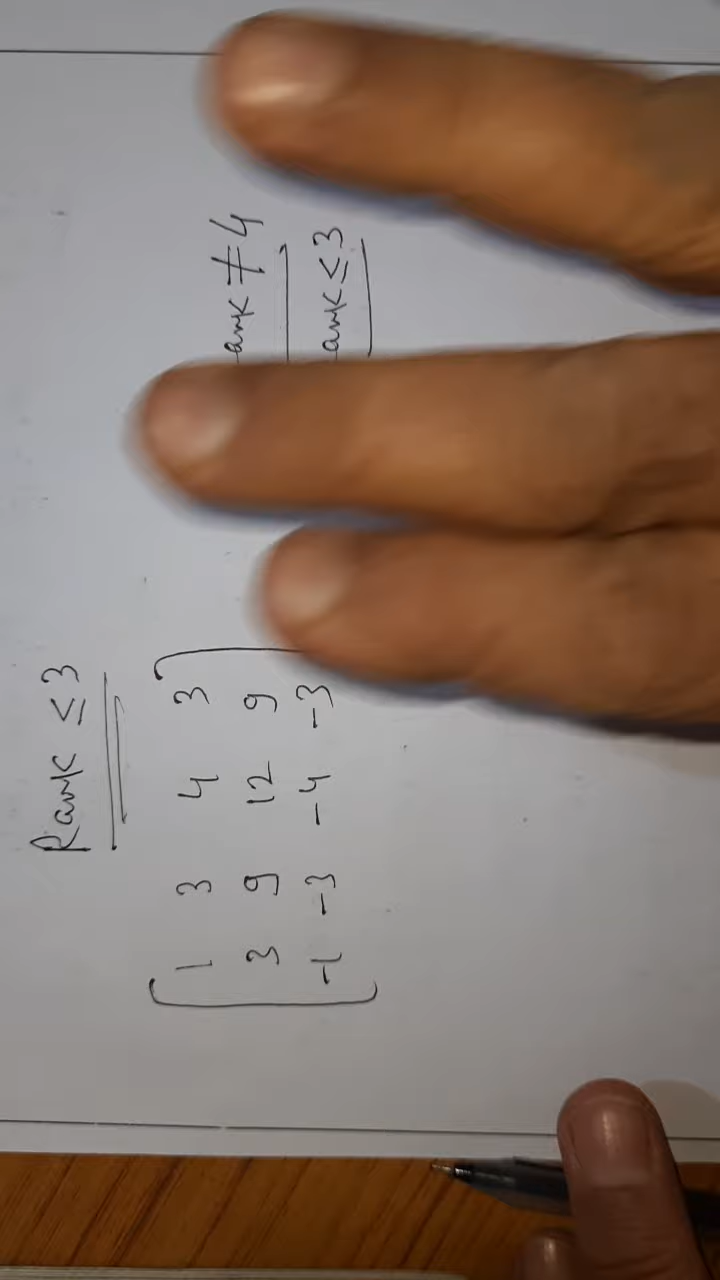 Rank ≤ 3
1 3 4 3
3 9 12 9
-1 -3 -4 -3
ank ≠ 4
ank ≤ 3